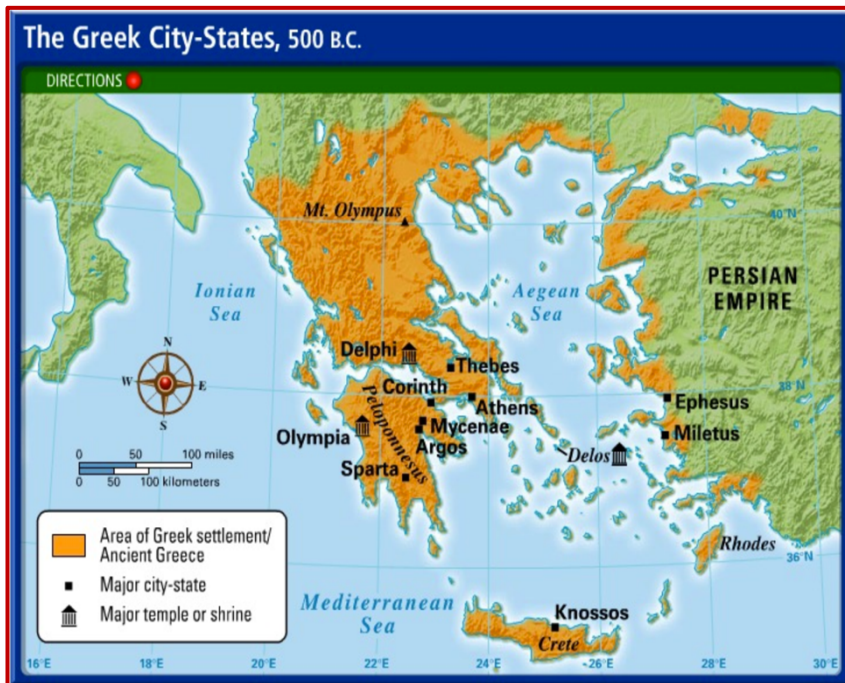 The Greek City-States, 500 B.C.
DIRECTIONS
Mt. Olympus
40°N
PERSIAN
EMPIRE
Ionian
Sea
Aegean
Sea
N
W
E
S
Delphi
Thebes
38°N
Corinth
Athens
Ephesus
Peloponnesus
Olympia
Mycenae
Argos
Miletus
Delos
Sparta
0 50 100 miles
0 50 100 kilometers
Rhodes
36°N
Area of Greek settlement/
Ancient Greece
Major city-state
Major temple or shrine
Mediterranean
Sea
Knossos
Crete
16°E
18°E
20°E
22°E
24°E
26°E
28°E
30°E